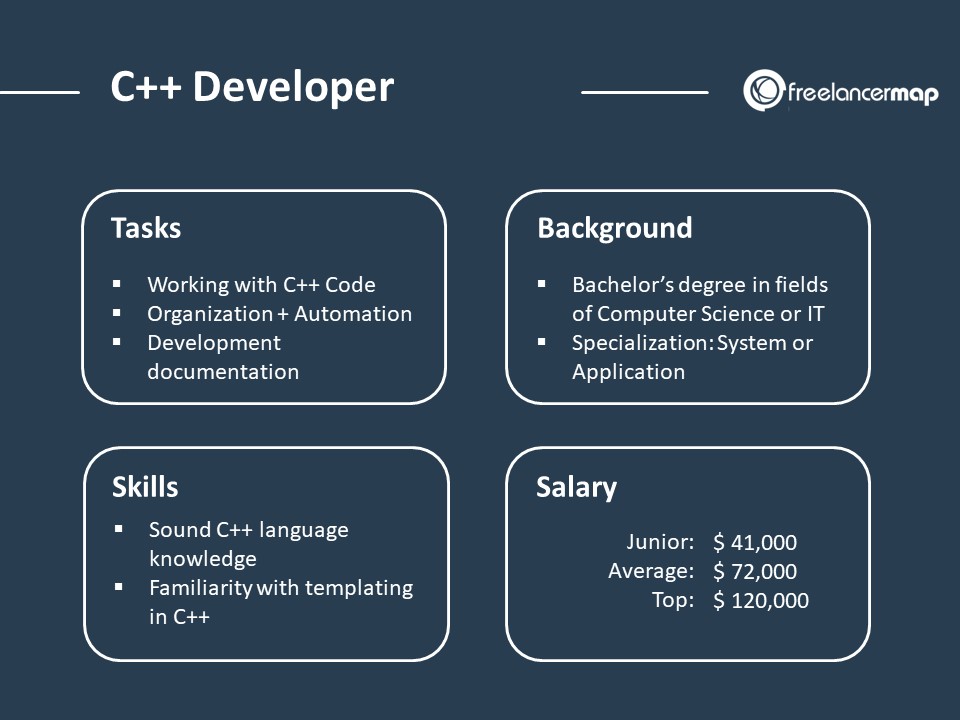 C++ Developer
freelancermap
Tasks
▪ Working with C++ Code
▪ Organization + Automation
▪ Development
documentation
Background
▪ Bachelor’s degree in fields
of Computer Science or IT
▪ Specialization: System or
Application
Skills
▪ Sound C++ language
knowledge
▪ Familiarity with templating
in C++
Salary
Junior: $ 41,000
Average: $ 72,000
Top: $ 120,000